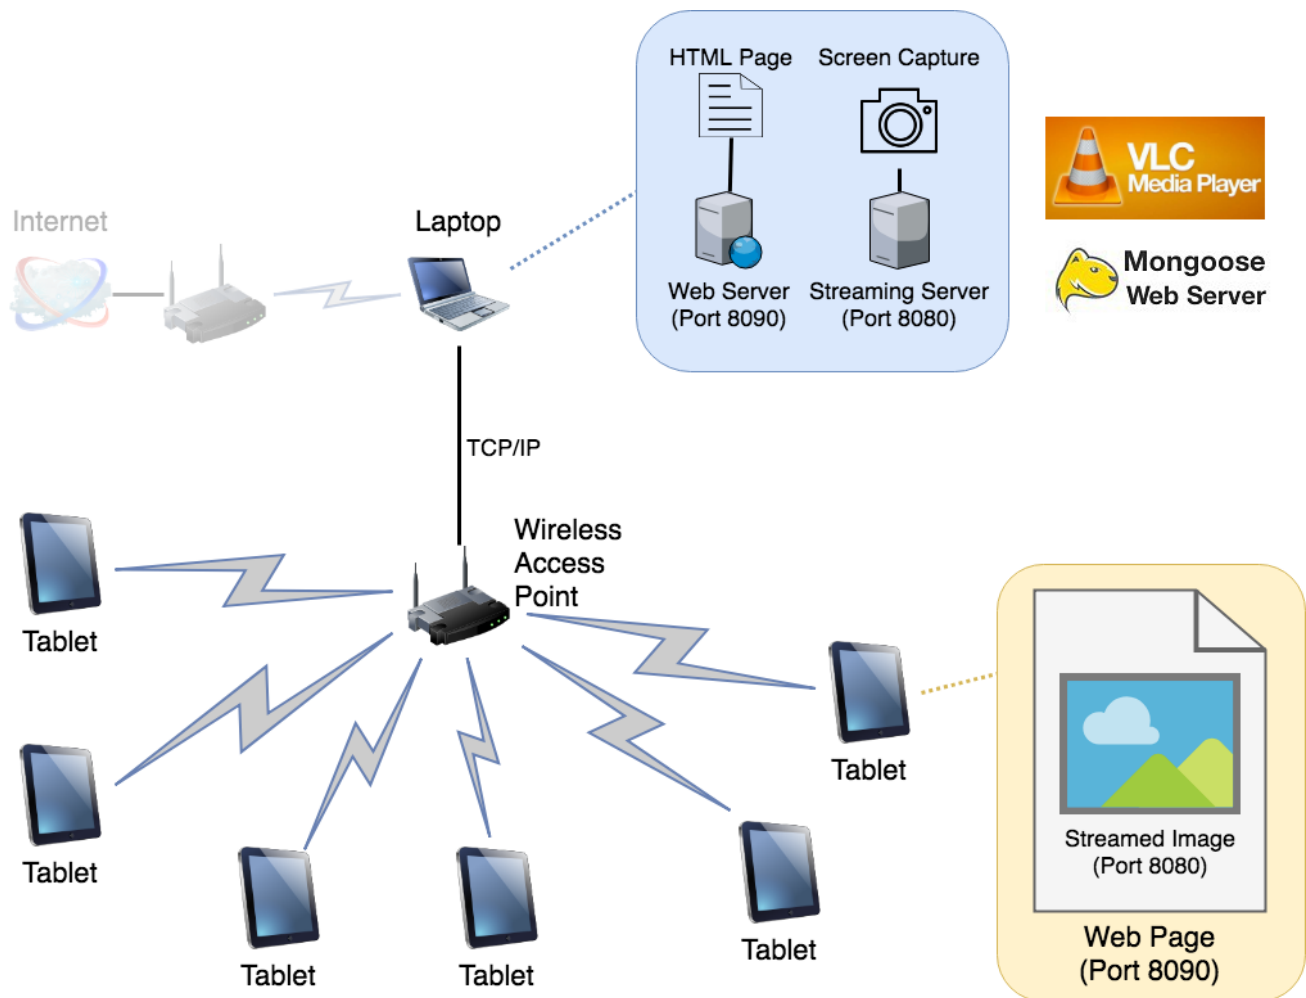 HTML Page
Screen Capture
VLC
Media Player
Internet
Laptop
Mongoose
Web Server
Web Server
(Port 8090)
Streaming Server
(Port 8080)
TCP/IP
Wireless
Access
Point
Tablet
Tablet
Tablet
Tablet
Tablet
Tablet
Streamed Image
(Port 8080)
Web Page
(Port 8090)